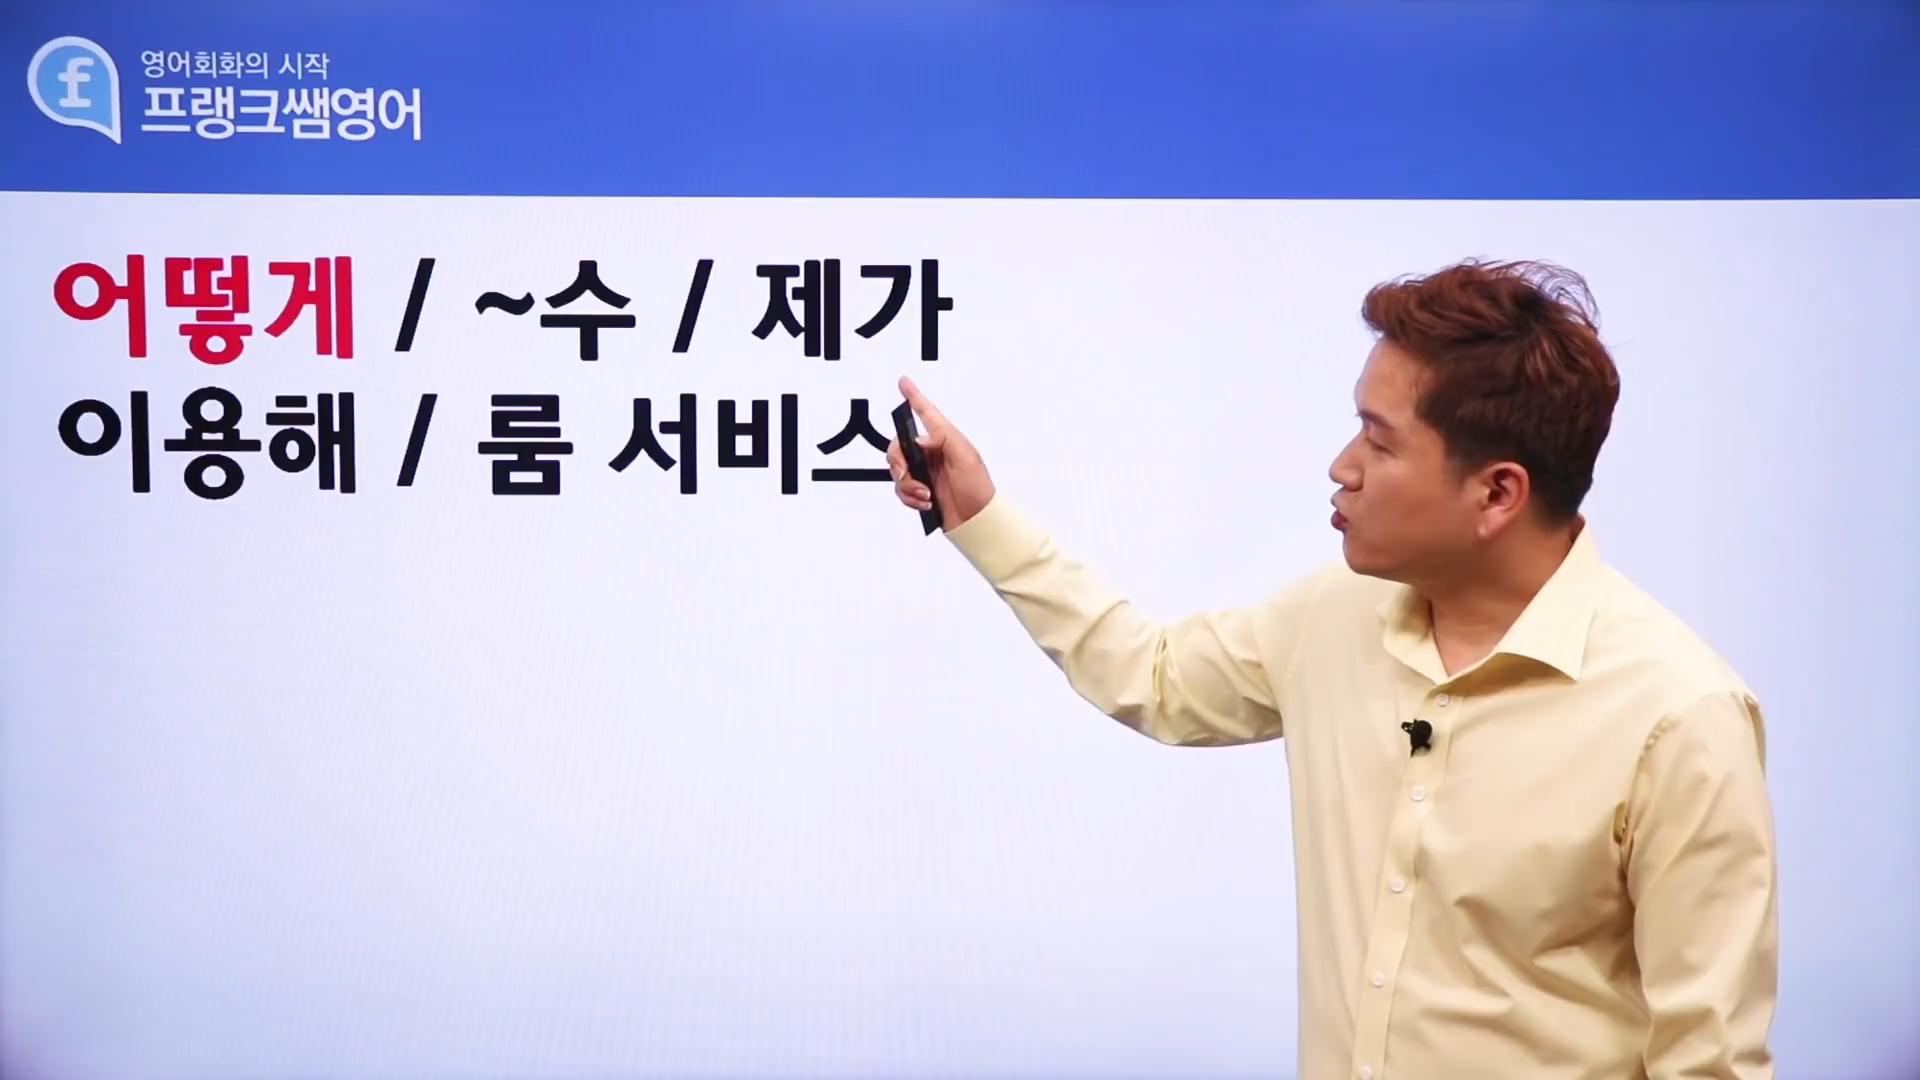 f
영어회화의 시작
프랭크쌤영어
어떻게 / ~수 / 제가
이용해 / 룸 서비스